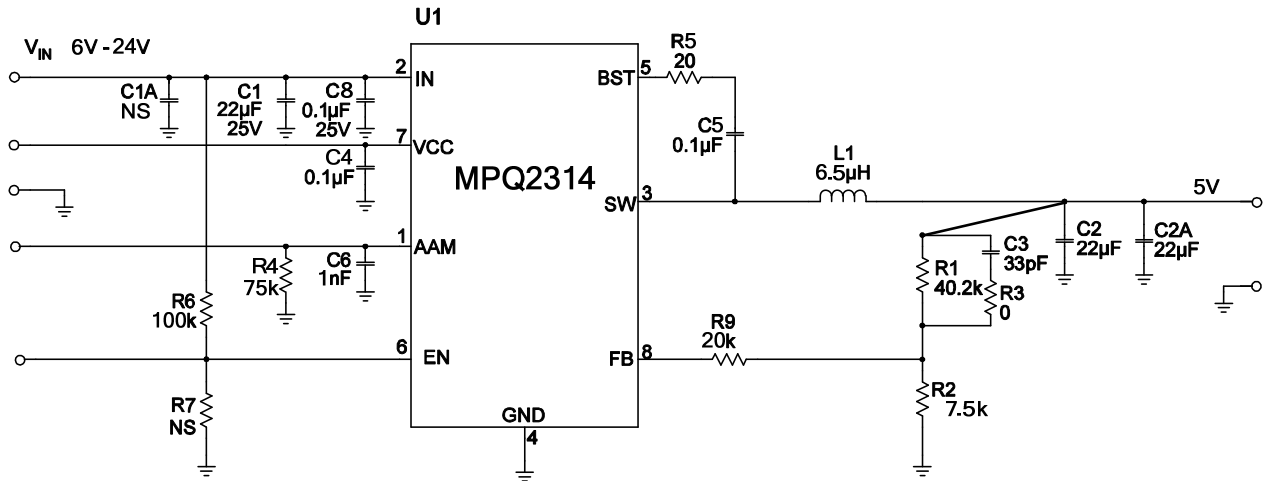 U1
V_IN 6V-24V
R5
20
2
IN
BST
5
C1A
NS
C1
22µF
25V
C8
0.1µF
25V
7
VCC
C5
0.1µF
C4
0.1µF
MPQ2314
L1
6.5µH
SW
3
5V
1
AAM
R4
75k
C6
1nF
C3
33pF
C2
22µF
C2A
22µF
R1
40.2k
R3
0
R6
100k
R9
20k
6
EN
FB
8
R2
7.5k
R7
NS
GND
4